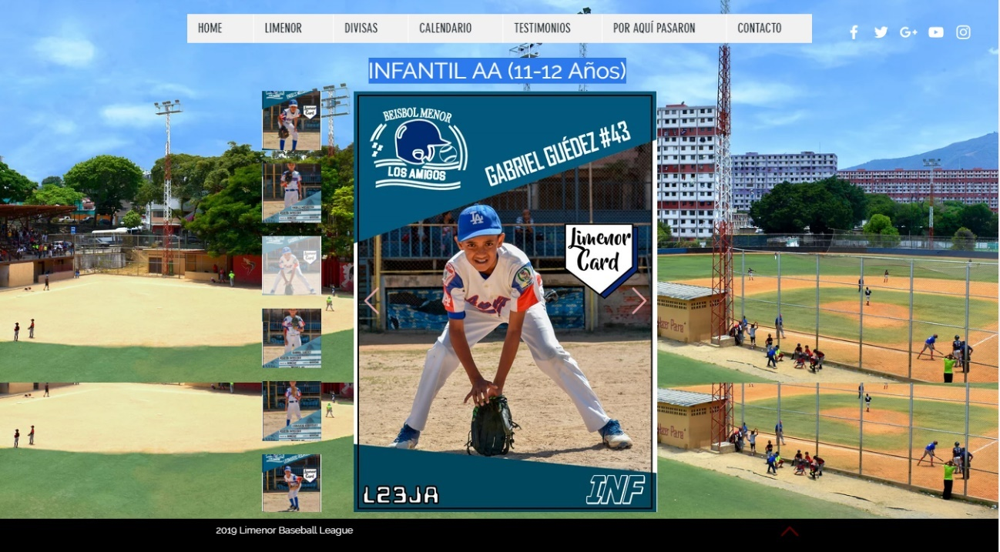 HOME LIMENOR DIVISAS CALENDARIO TESTIMONIOS POR AQUÍ PASARON CONTACTO
INFANTIL AA (11-12 Años)
BEISBOL MENOR
LOS AMIGOS
GABRIEL GUÉDEZ #43
LA
Limenor
Card
L23JA
INF
2019 Limenor Baseball League